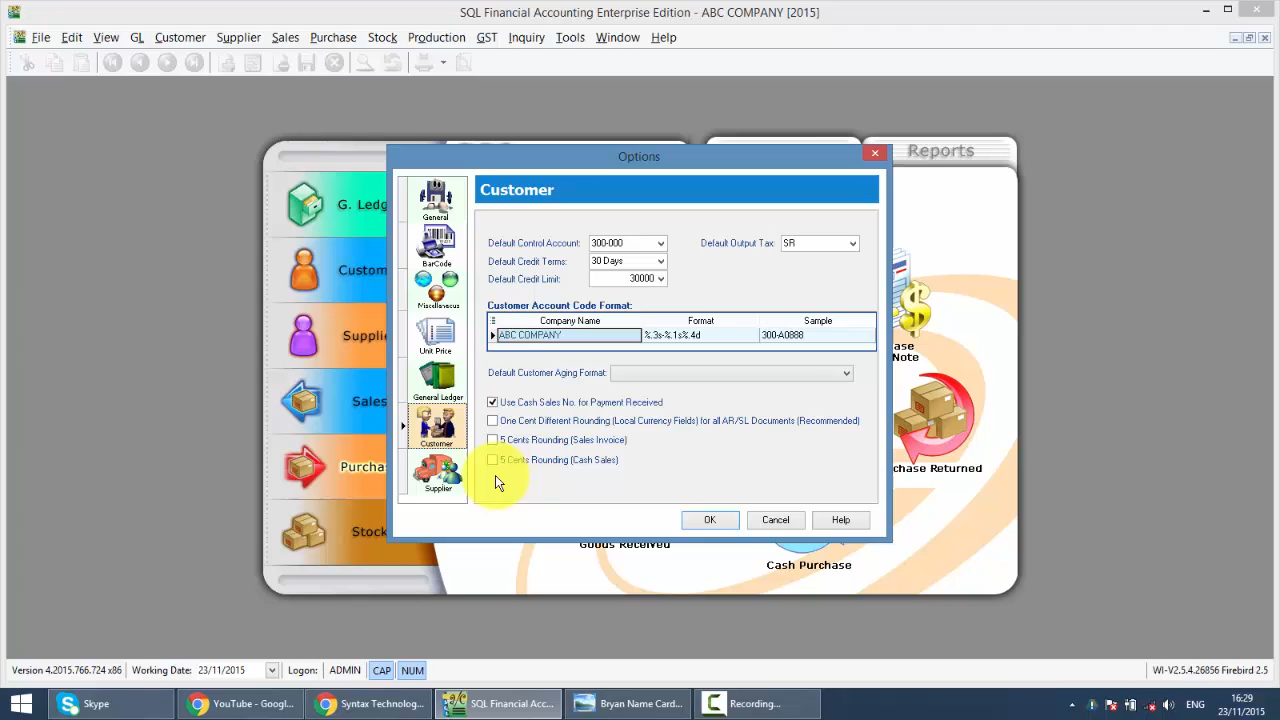 SQL Financial Accounting Enterprise Edition - ABC COMPANY [2015]
File Edit View GL Customer Supplier Sales Purchase Stock Production GST Inquiry Tools Window Help
Reports
Options
G. Ledg
Custom
Supplie
Sales
Purcha
Stock
General
BarCode
Miscellaneous
Unit Price
General Ledger
Customer
Supplier
Customer
Default Control Account: 300-000 Default Output Tax: SR
Default Credit Terms: 30 Days
Default Credit Limit: 30000
Customer Account Code Format:
Company Name Format Sample
ABC COMPANY %.3s-%.1s%.4d 300-A0888
Default Customer Aging Format:
Use Cash Sales No. for Payment Received
One Cent Different Rounding (Local Currency Fields) for all AR/SL Documents (Recommended)
5 Cents Rounding (Sales Invoice)
5 Cents Rounding (Cash Sales)
OK Cancel Help
ase
Note
chase Returned
Goods Received
Cash Purchase
Version 4.2015.766.724 x86 Working Date: 23/11/2015 Logon: ADMIN CAP NUM WI-V2.5.4.26856 Firebird 2.5
Skype YouTube - Googl... Syntax Technolog... SQL Financial Acc... Bryan Name Card... Recording... ENG
16:29
23/11/2015